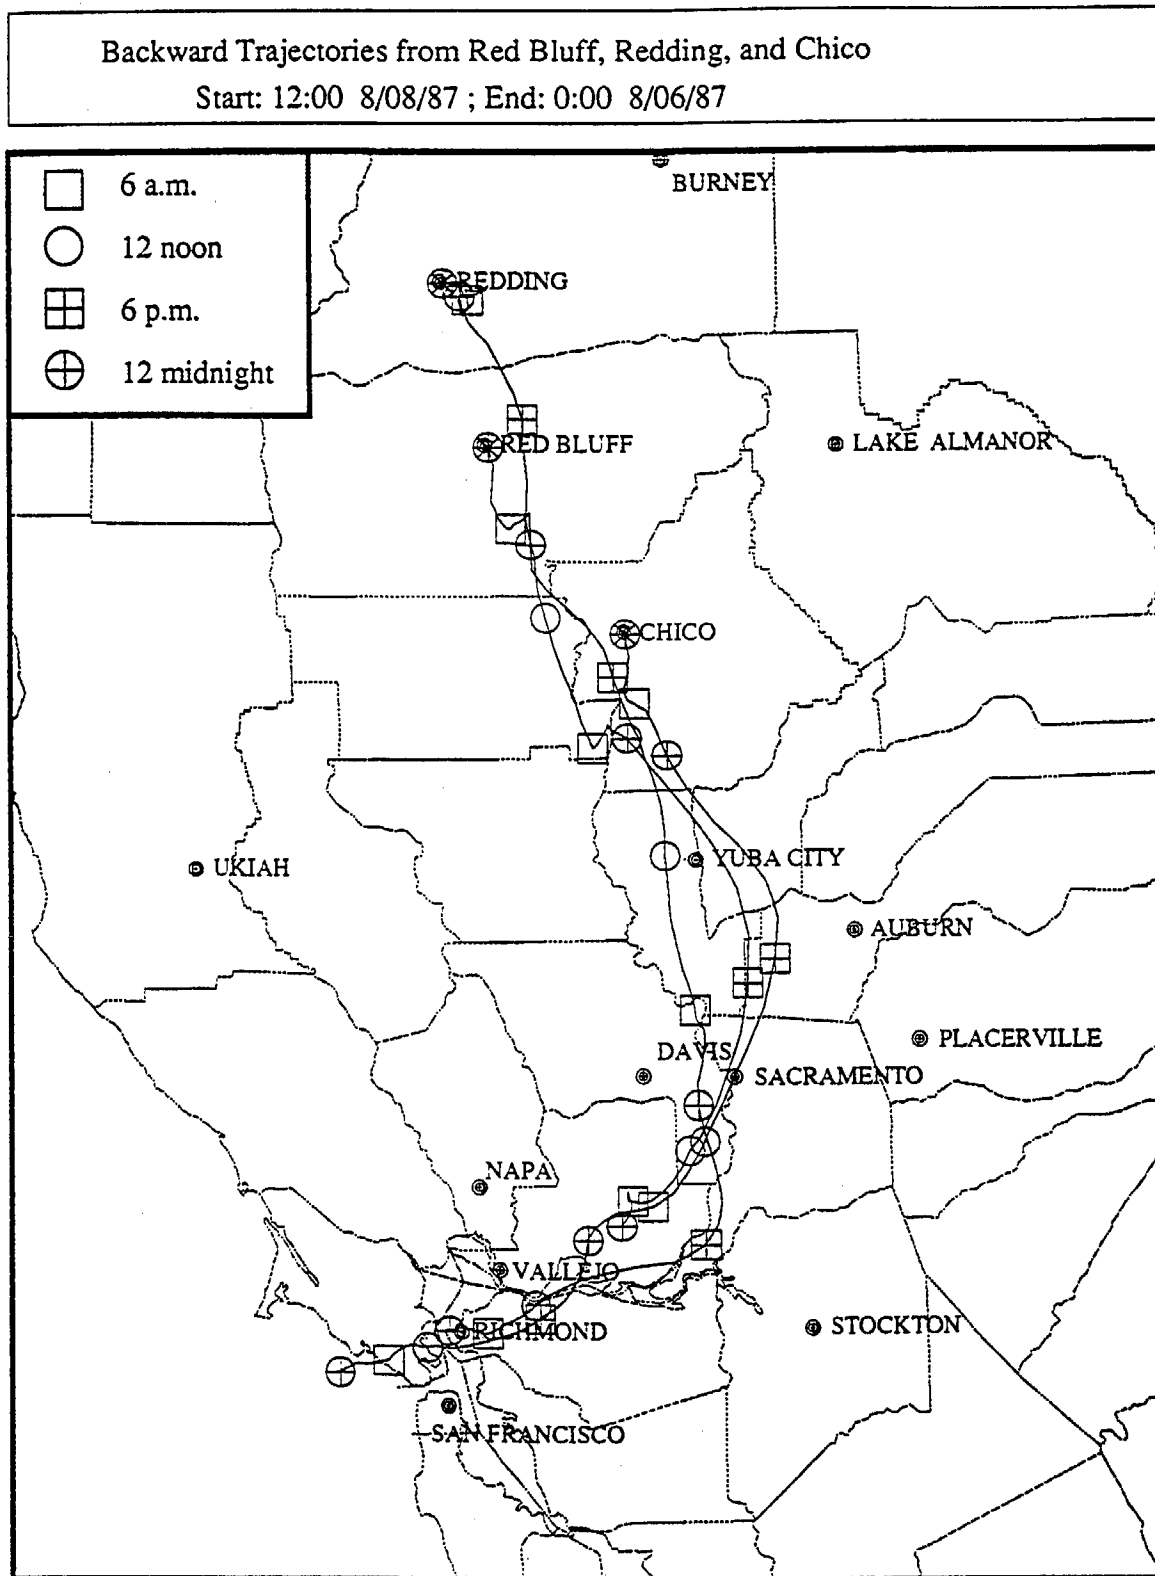 Backward Trajectories from Red Bluff, Redding, and Chico
Start: 12:00 8/08/87 ; End: 0:00 8/06/87
6 a.m.
12 noon
6 p.m.
12 midnight
BURNEY
REDDING
RED BLUFF
LAKE ALMANOR
CHICO
YUBA CITY
UKIAH
AUBURN
PLACERVILLE
DAVIS
SACRAMENTO
NAPA
VALLEJO
RICHMOND
STOCKTON
SAN FRANCISCO